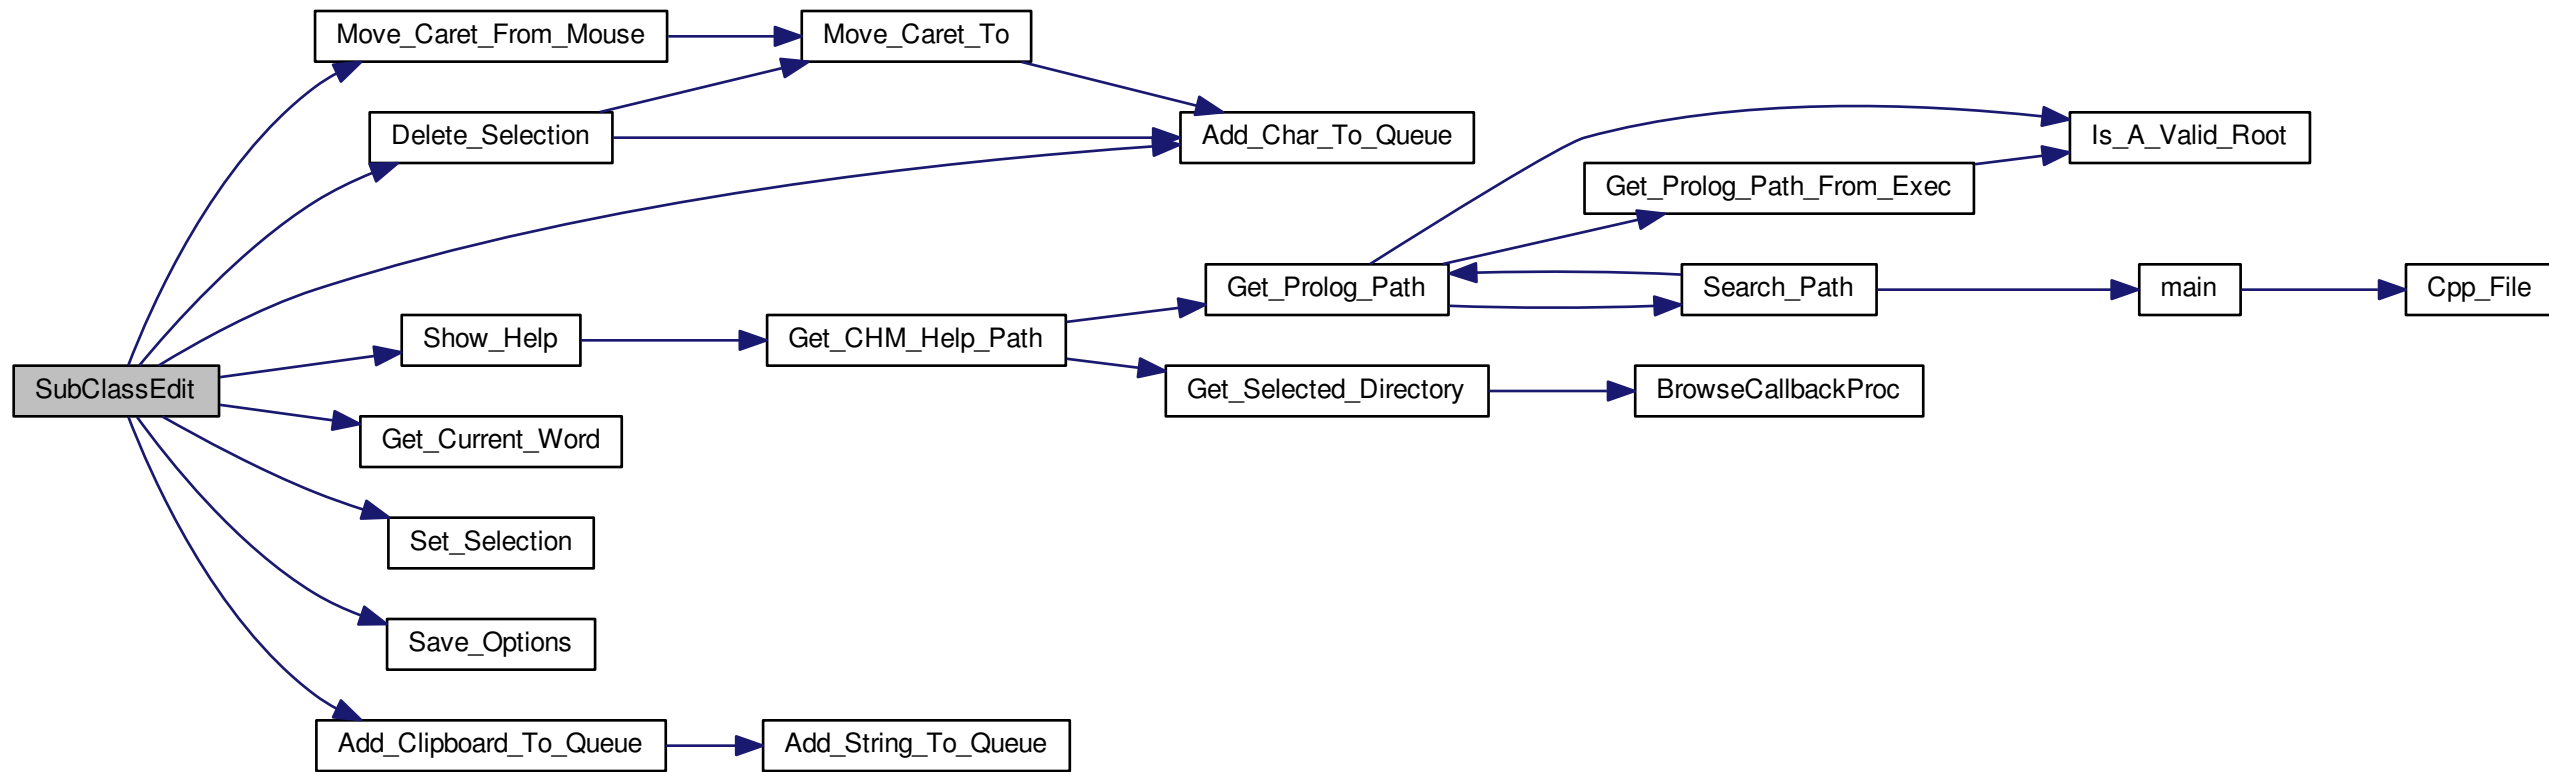 Move_Caret_From_Mouse
Move_Caret_To
Delete_Selection
Add_Char_To_Queue
Is_A_Valid_Root
Get_Prolog_Path_From_Exec
Get_Prolog_Path
Search_Path
main
Cpp_File
Show_Help
Get_CHM_Help_Path
SubClassEdit
Get_Selected_Directory
BrowseCallbackProc
Get_Current_Word
Set_Selection
Save_Options
Add_Clipboard_To_Queue
Add_String_To_Queue